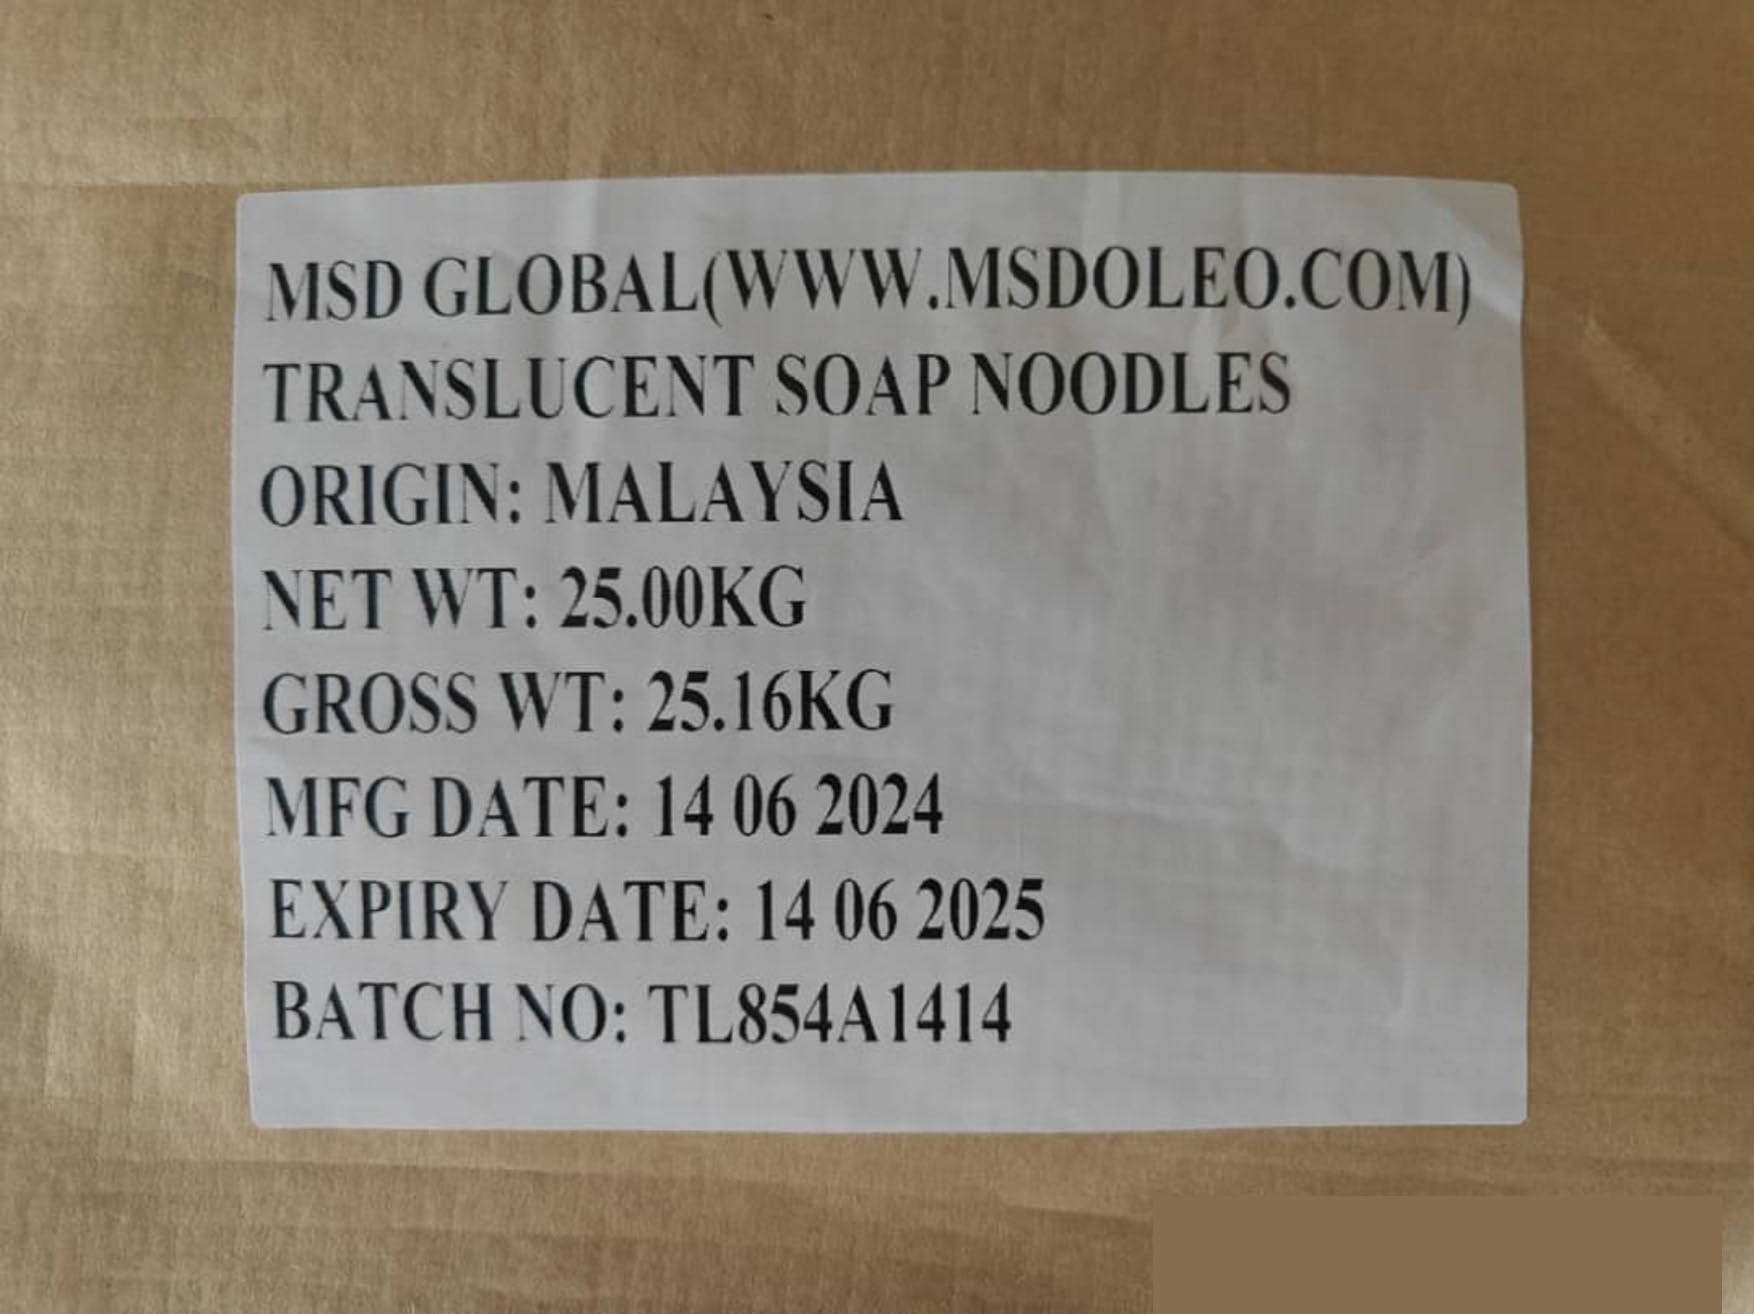 MSD GLOBAL(WWW.MSDOLEO.COM)
TRANSLUCENT SOAP NOODLES
ORIGIN: MALAYSIA
NET WT: 25.00KG
GROSS WT: 25.16KG
MFG DATE: 14 06 2024
EXPIRY DATE: 14 06 2025
BATCH NO: TL854A1414